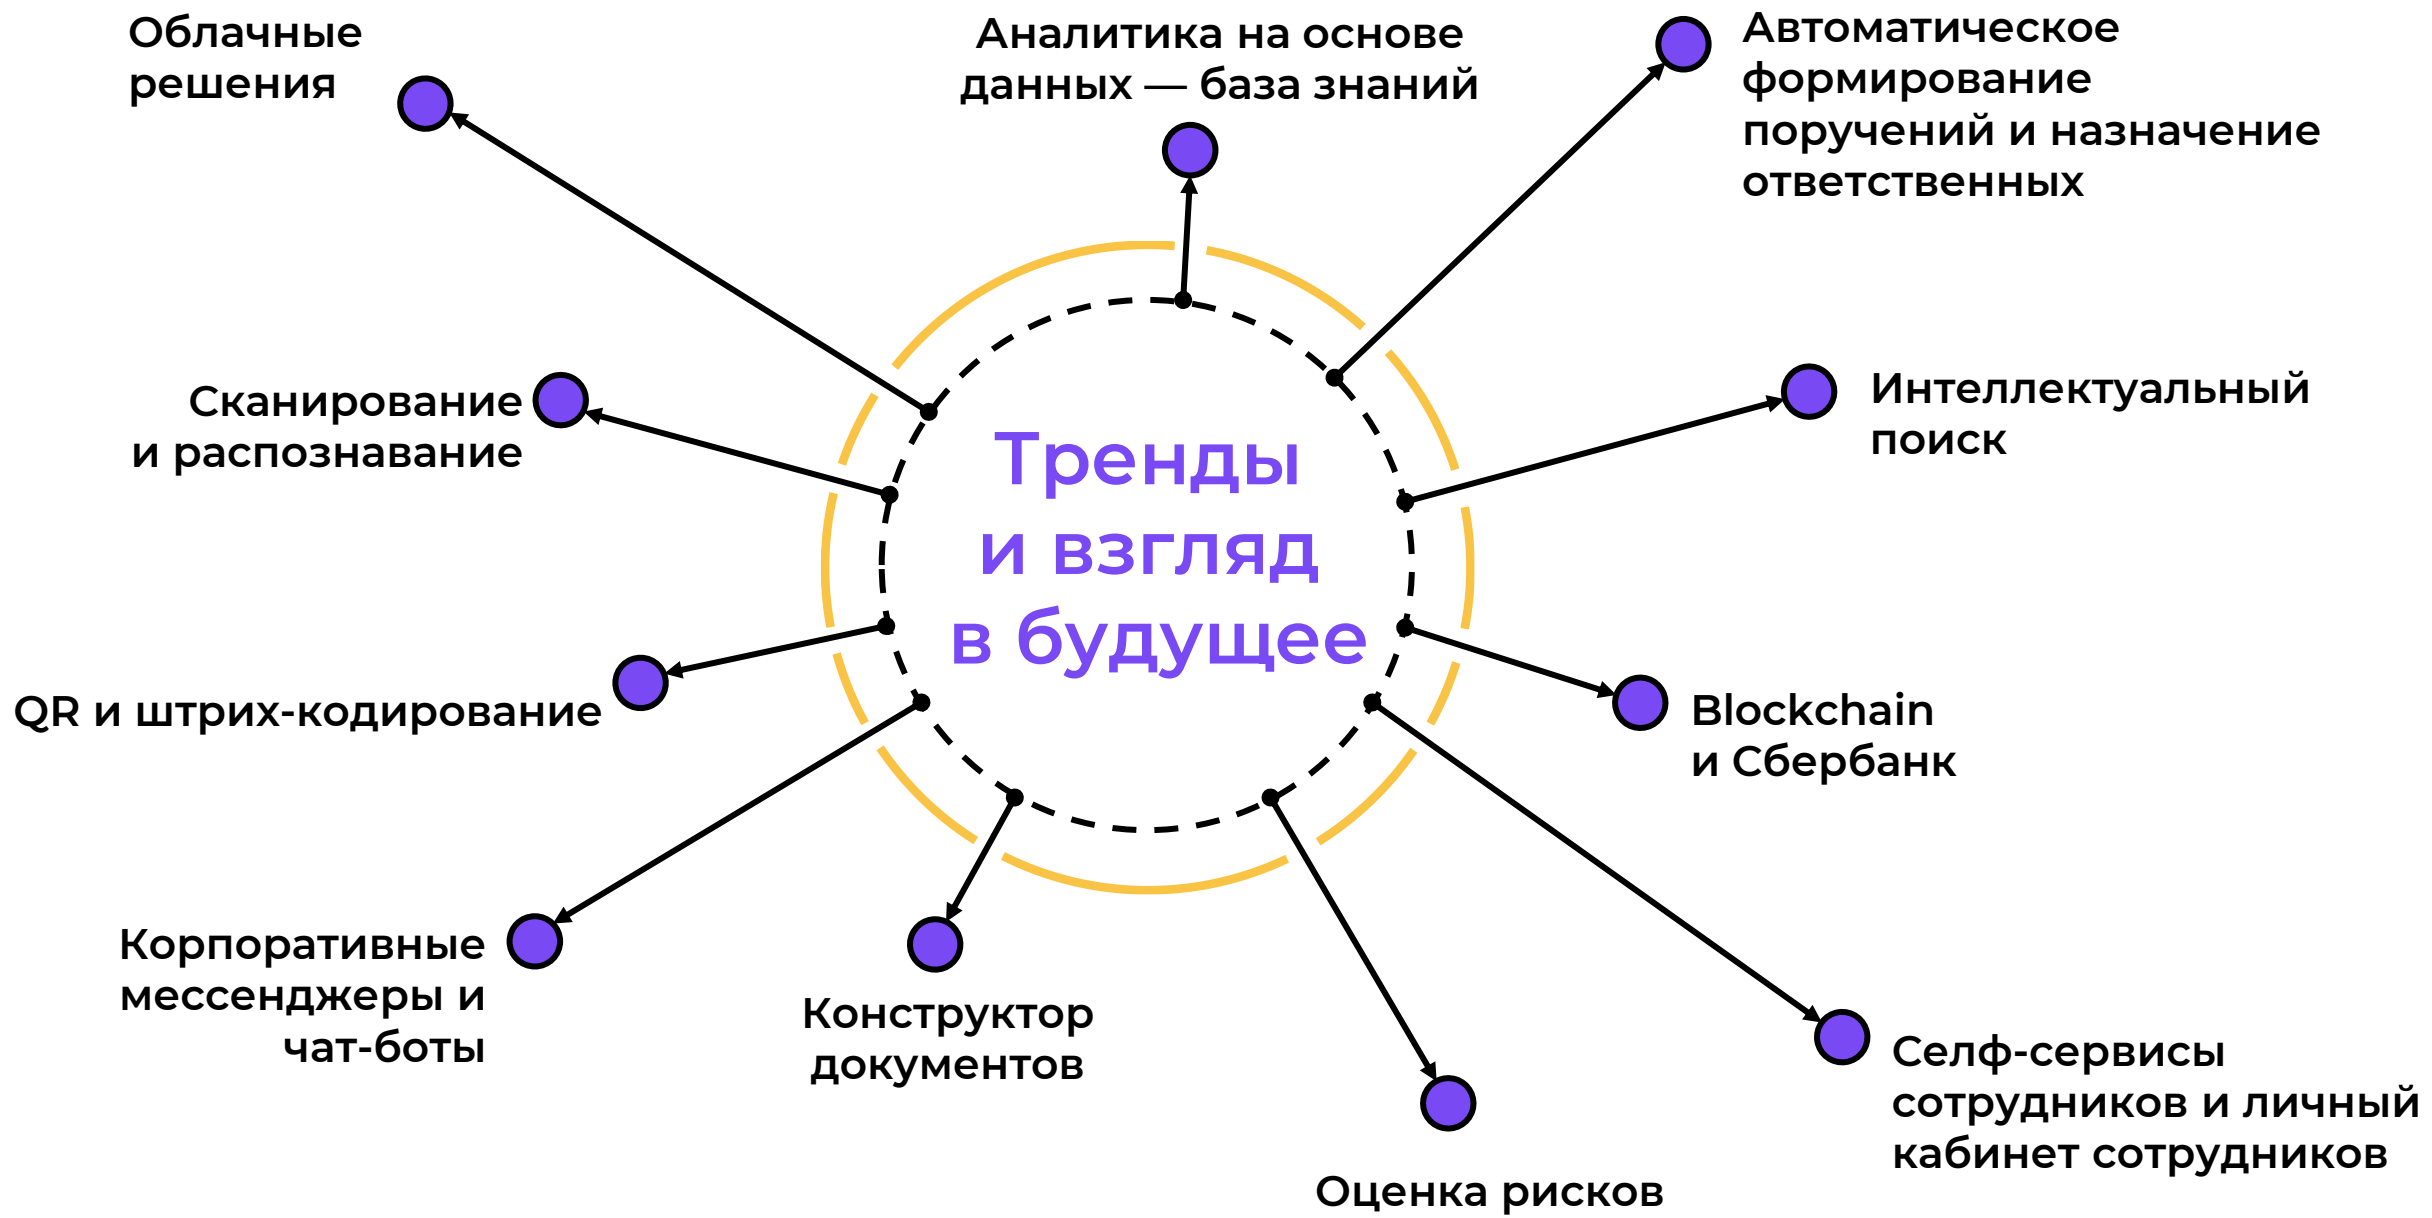 Облачные
решения
Аналитика на основе
данных — база знаний
Автоматическое
формирование
поручений и назначение
ответственных
Сканирование
и распознавание
Интеллектуальный
поиск
Тренды
и взгляд
в будущее
QR и штрих-кодирование
Blockchain
и Сбербанк
Корпоративные
мессенджеры и
чат-боты
Конструктор
документов
Оценка рисков
Селф-сервисы
сотрудников и личный
кабинет сотрудников